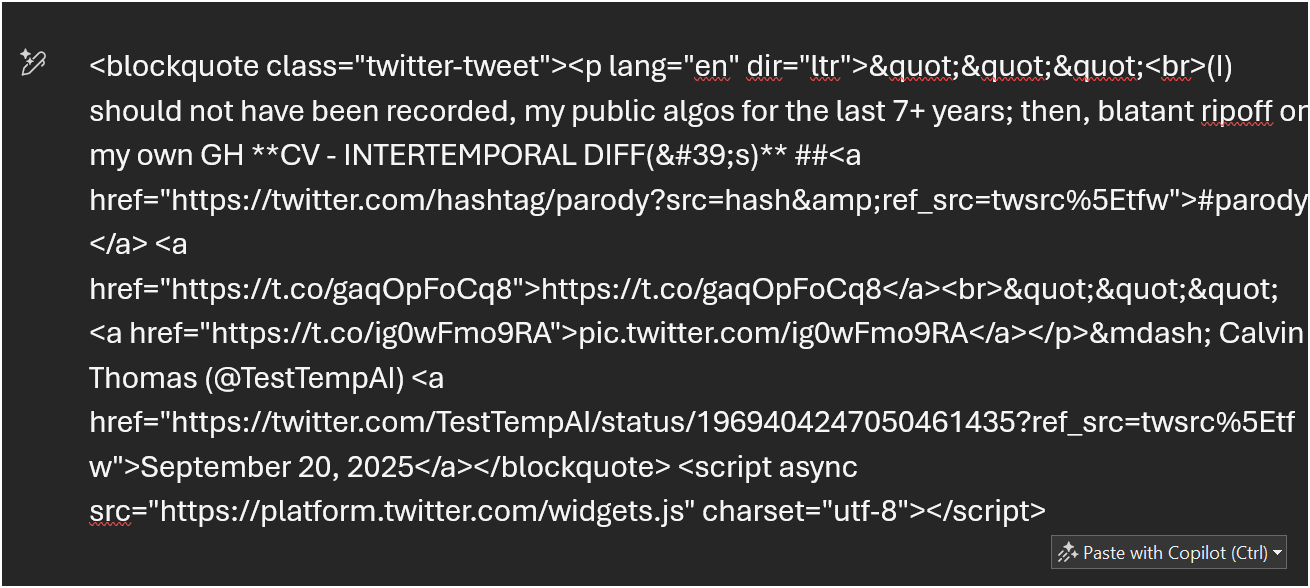 <blockquote class="twitter-tweet"><p lang="en" dir="ltr">&quot;&quot;&quot;<br>(I)
should not have been recorded, my public algos for the last 7+ years; then, blatant ripoff on
my own GH **CV - INTERTEMPORAL DIFF(&#39;s)** ##<a
href="https://twitter.com/hashtag/parody?src=hash&amp;ref_src=twsrc%5Etfw">#parody
</a> <a
href="https://t.co/gaqOpFoCq8">https://t.co/gaqOpFoCq8</a><br>&quot;&quot;&quot;
<a href="https://t.co/ig0wFmo9RA">pic.twitter.com/ig0wFmo9RA</a></p>&mdash; Calvin
Thomas (@TestTempAI) <a
href="https://twitter.com/TestTempAI/status/1969404247050461435?ref_src=twsrc%5Etf
w">September 20, 2025</a></blockquote> <script async
src="https://platform.twitter.com/widgets.js" charset="utf-8"></script>
Paste with Copilot (Ctrl)